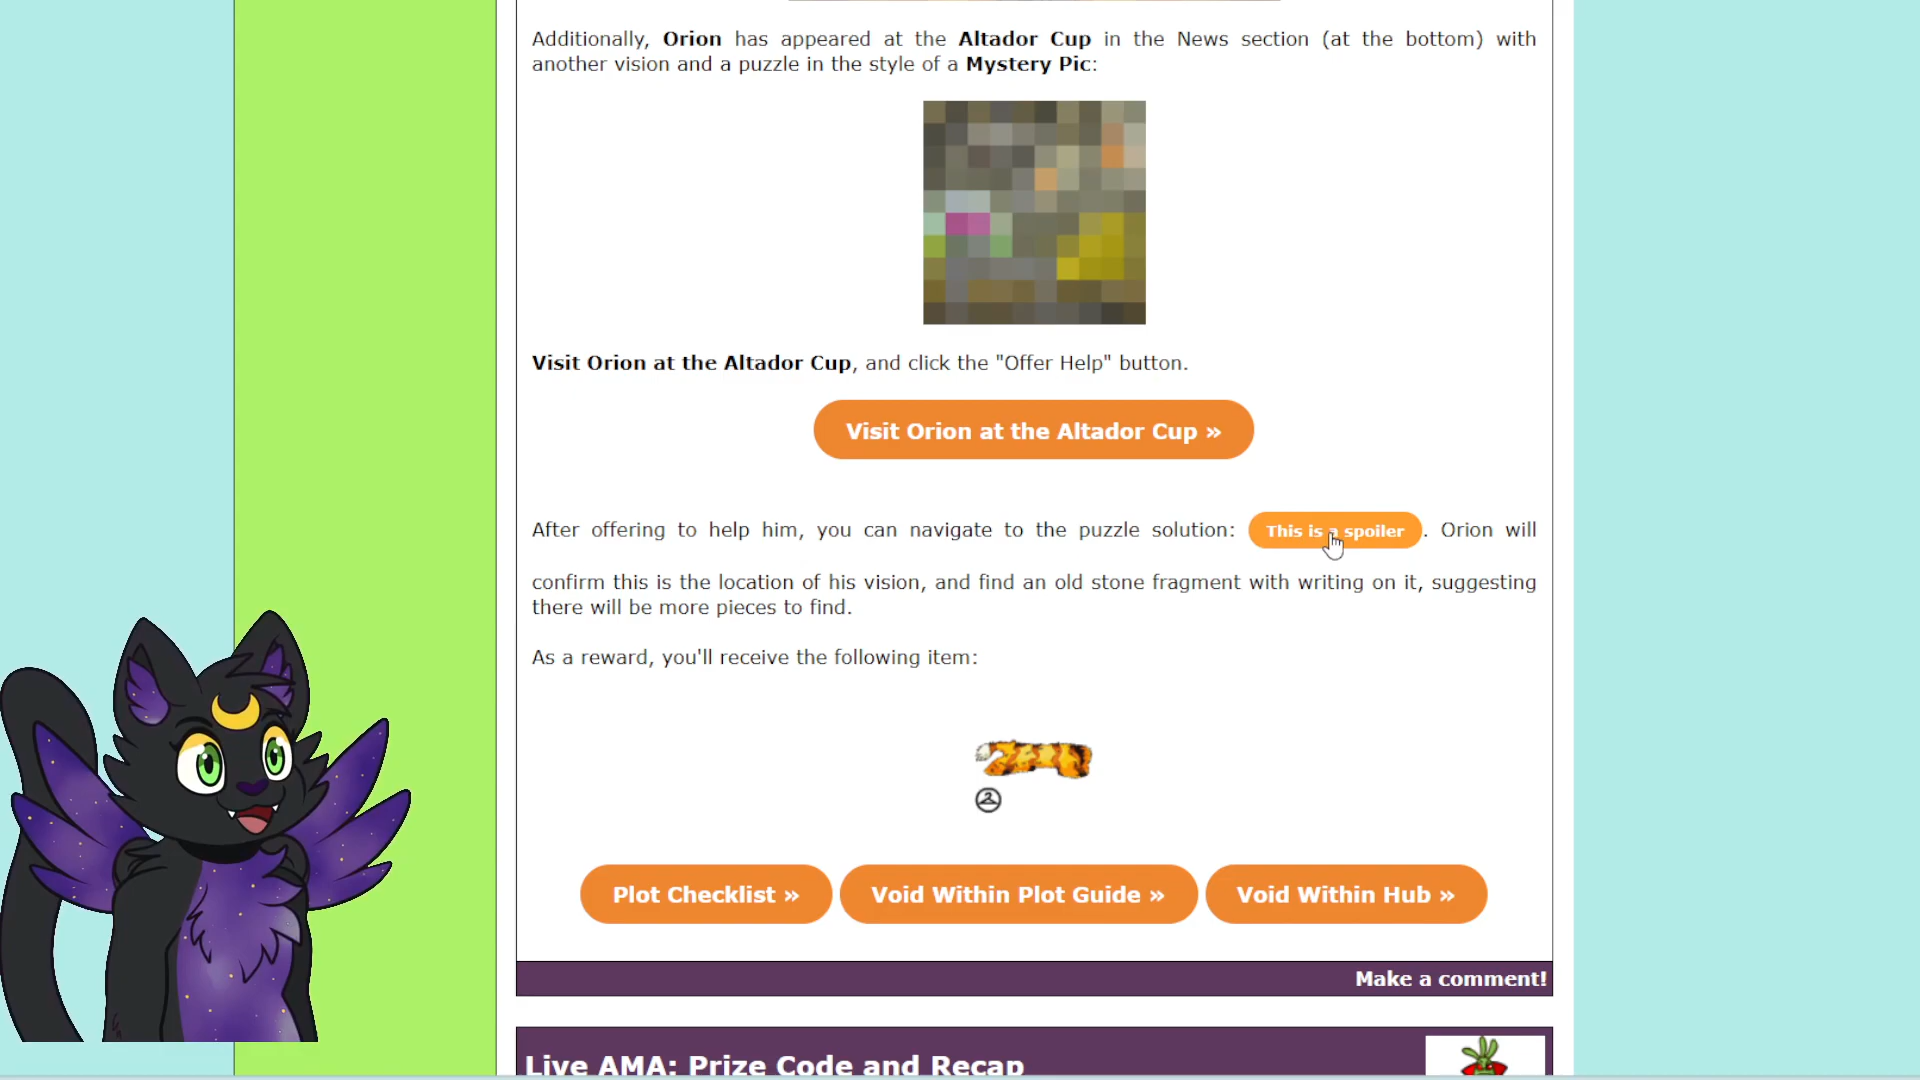 Additionally, Orion has appeared at the Altador Cup in the News section (at the bottom) with
another vision and a puzzle in the style of a Mystery Pic:
Visit Orion at the Altador Cup, and click the "Offer Help" button.
Visit Orion at the Altador Cup »
After offering to help him, you can navigate to the puzzle solution: This is a spoiler. Orion will
confirm this is the location of his vision, and find an old stone fragment with writing on it, suggesting
there will be more pieces to find.
As a reward, you'll receive the following item:
Plot Checklist » Void Within Plot Guide » Void Within Hub »
Make a comment!
Live AMA: Prize Code and Recap